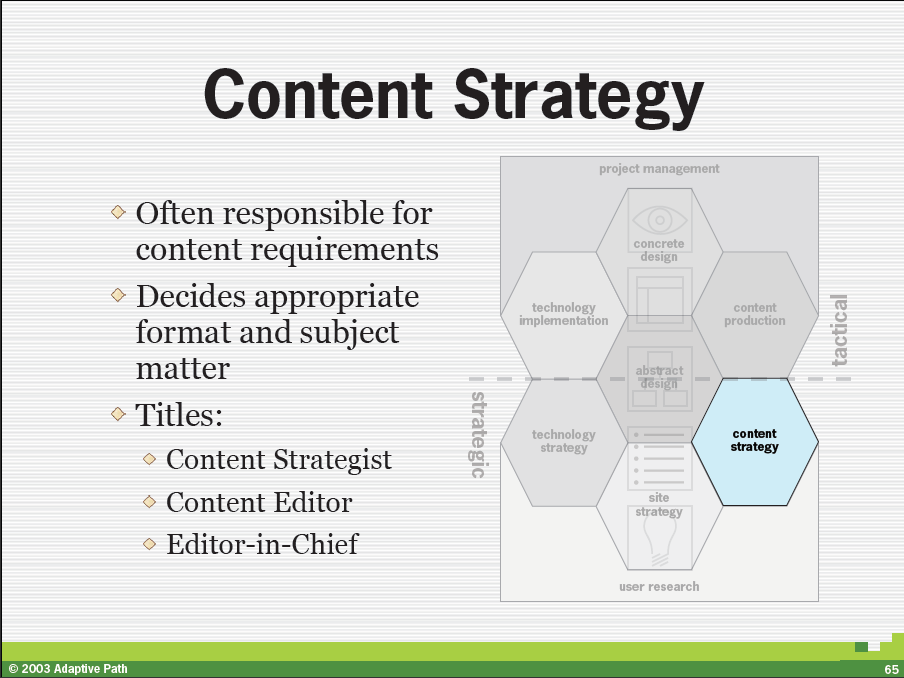 Content Strategy
Often responsible for
content requirements
Decides appropriate
format and subject
matter
Titles:
Content Strategist
Content Editor
Editor-in-Chief
project management
concrete
design
technology
implementation
content
production
tactical
abstract
design
strategic
technology
strategy
content
strategy
site
strategy
user research
© 2003 Adaptive Path
65